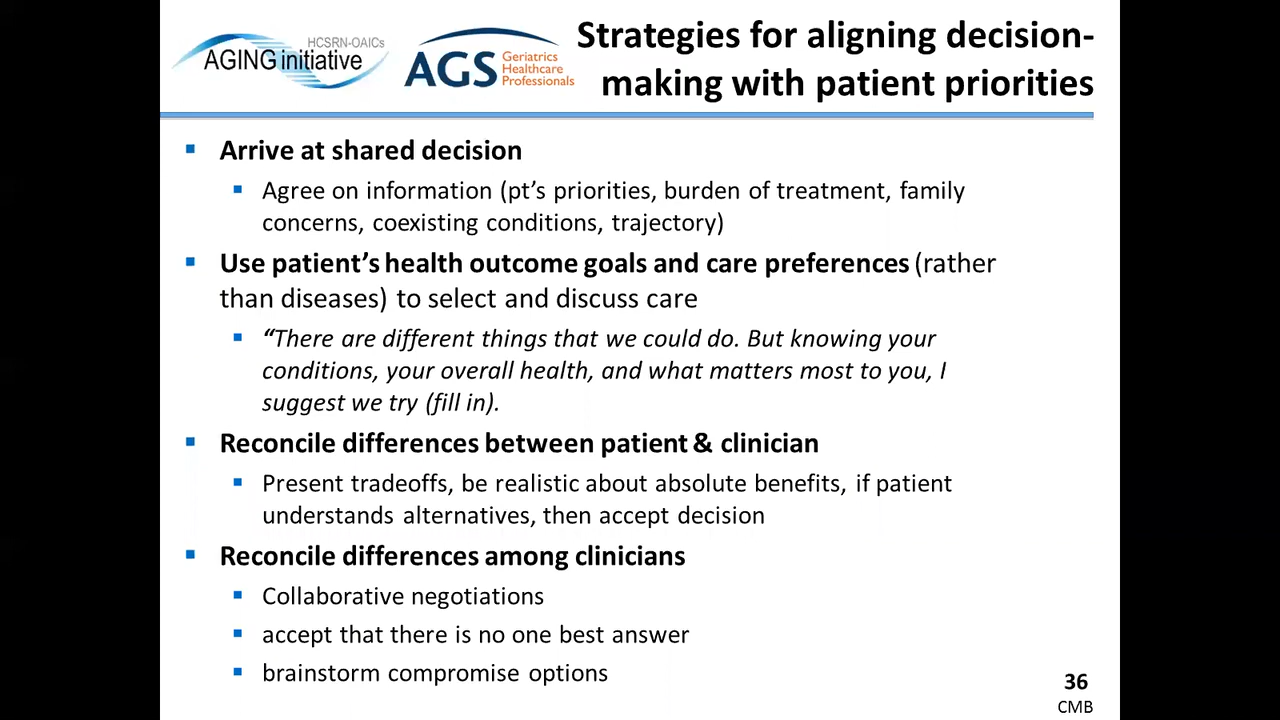 HCSRN-OAICs
AGING initiative
AGS
Geriatrics
Healthcare
Professionals
Strategies for aligning decision-
making with patient priorities
Arrive at shared decision
Agree on information (pt’s priorities, burden of treatment, family
concerns, coexisting conditions, trajectory)
Use patient’s health outcome goals and care preferences (rather
than diseases) to select and discuss care
“There are different things that we could do. But knowing your
conditions, your overall health, and what matters most to you, I
suggest we try (fill in).
Reconcile differences between patient & clinician
Present tradeoffs, be realistic about absolute benefits, if patient
understands alternatives, then accept decision
Reconcile differences among clinicians
Collaborative negotiations
accept that there is no one best answer
brainstorm compromise options
36
CMB